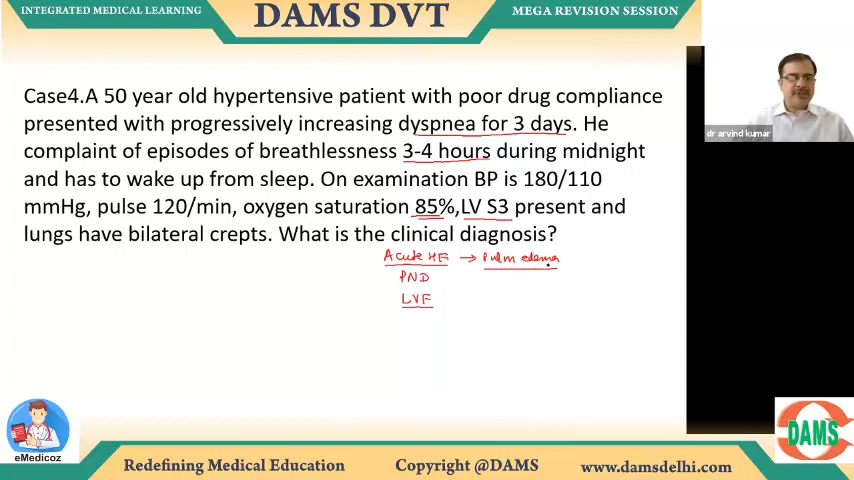 INTEGRATED MEDICAL LEARNING
DAMS DVT
MEGA REVISION SESSION
Case4.A 50 year old hypertensive patient with poor drug compliance
presented with progressively increasing dyspnea for 3 days. He
complaint of episodes of breathlessness 3-4 hours during midnight
and has to wake up from sleep. On examination BP is 180/110
mmHg, pulse 120/min, oxygen saturation 85%,LV S3 present and
lungs have bilateral crepts. What is the clinical diagnosis?
Acute HF → Pulm edema
PND
LVF
dr arvind kumar
eMedicoz
DAMS
Redefining Medical Education
Copyright @DAMS
www.damsdelhi.com